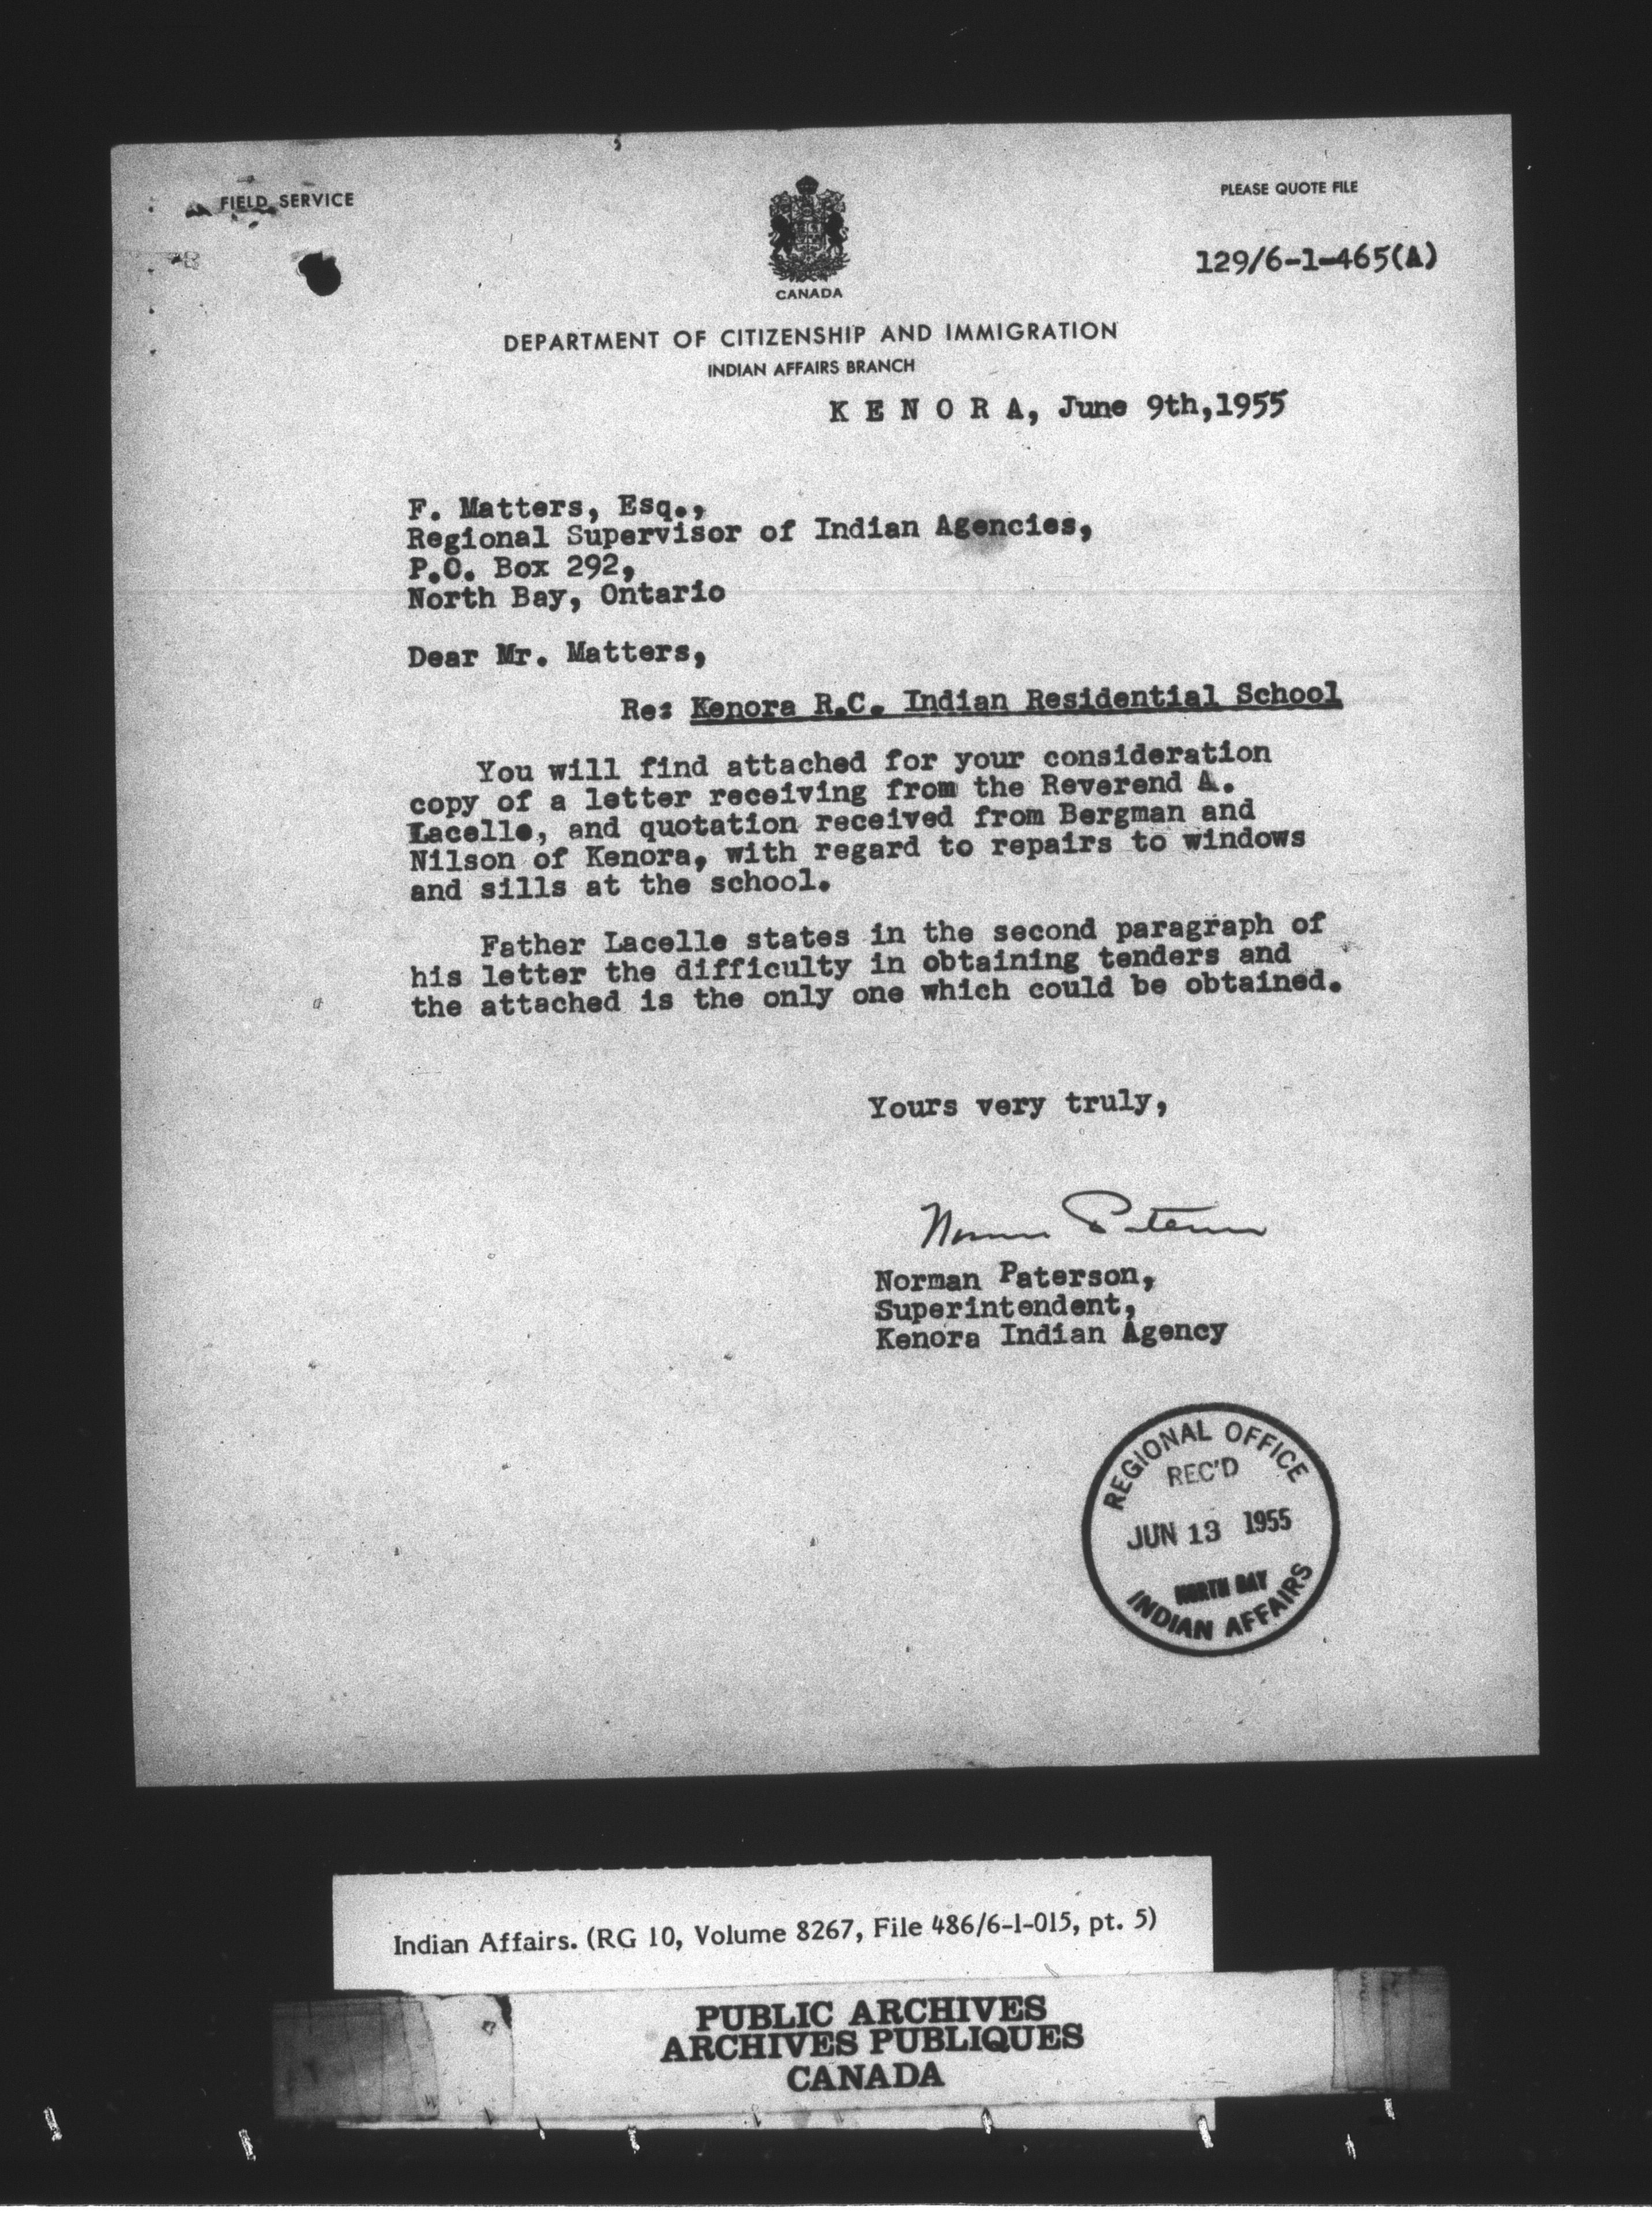 FIELD SERVICE
PLEASE QUOTE FILE
129/6-1-465(A)
CANADA
DEPARTMENT OF CITIZENSHIP AND IMMIGRATION
INDIAN AFFAIRS BRANCH
K E N O R A, June 9th,1955
F. Matters, Esq.,
Regional Supervisor of Indian Agencies,
P.O. Box 292,
North Bay, Ontario
Dear Mr. Matters,
Re: Kenora R.C. Indian Residential School
You will find attached for your consideration
copy of a letter receiving from the Reverend A.
Lacelle, and quotation received from Bergman and
Nilson of Kenora, with regard to repairs to windows
and sills at the school.
Father Lacelle states in the second paragraph of
his letter the difficulty in obtaining tenders and
the attached is the only one which could be obtained.
Yours very truly,
Norman Paterson
Norman Paterson,
Superintendent,
Kenora Indian Agency
REGIONAL OFFICE
REC'D
JUN 13 1955
NORTH BAY
INDIAN AFFAIRS
Indian Affairs. (RG 10, Volume 8267, File 486/6-1-015, pt. 5)
PUBLIC ARCHIVES
ARCHIVES PUBLIQUES
CANADA